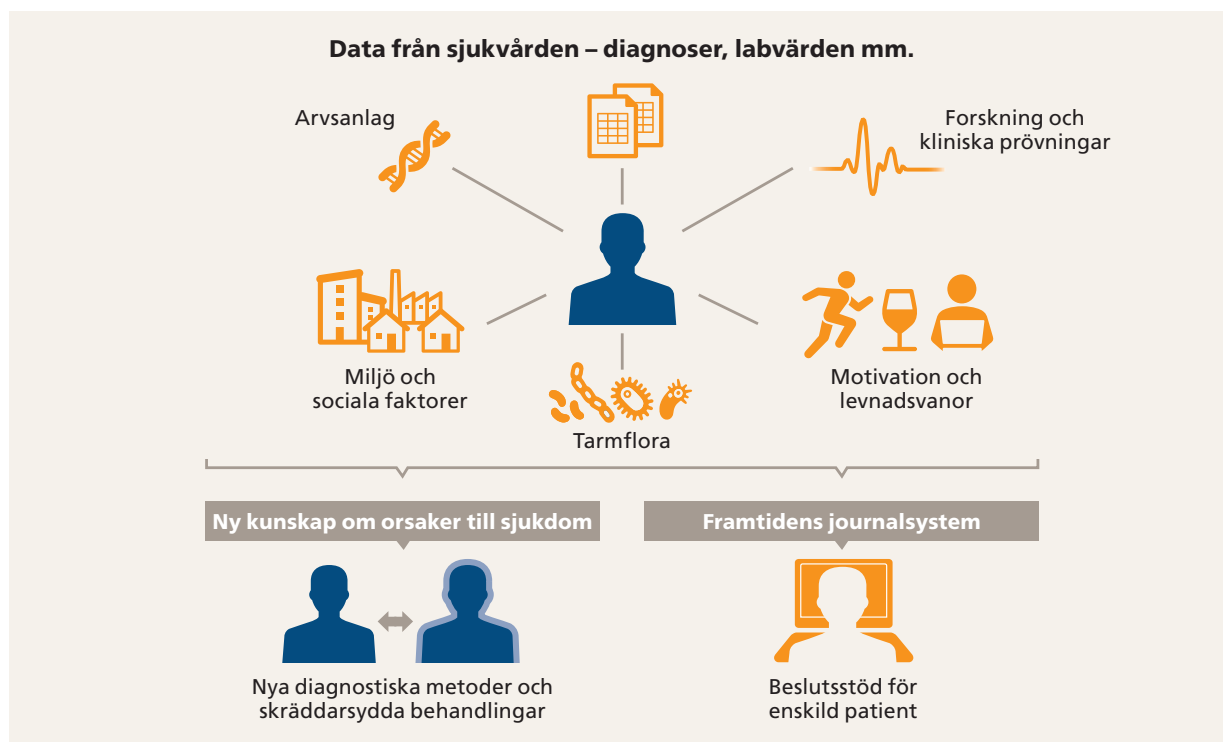 Data från sjukvården – diagnoser, labvärden mm.
Arvsanlag
Forskning och
kliniska prövningar
Miljö och
sociala faktorer
Tarmflora
Motivation och
levnadsvanor
Ny kunskap om orsaker till sjukdom
Framtidens journalsystem
Nya diagnostiska metoder och
skräddarsydda behandlingar
Beslutsstöd för
enskild patient